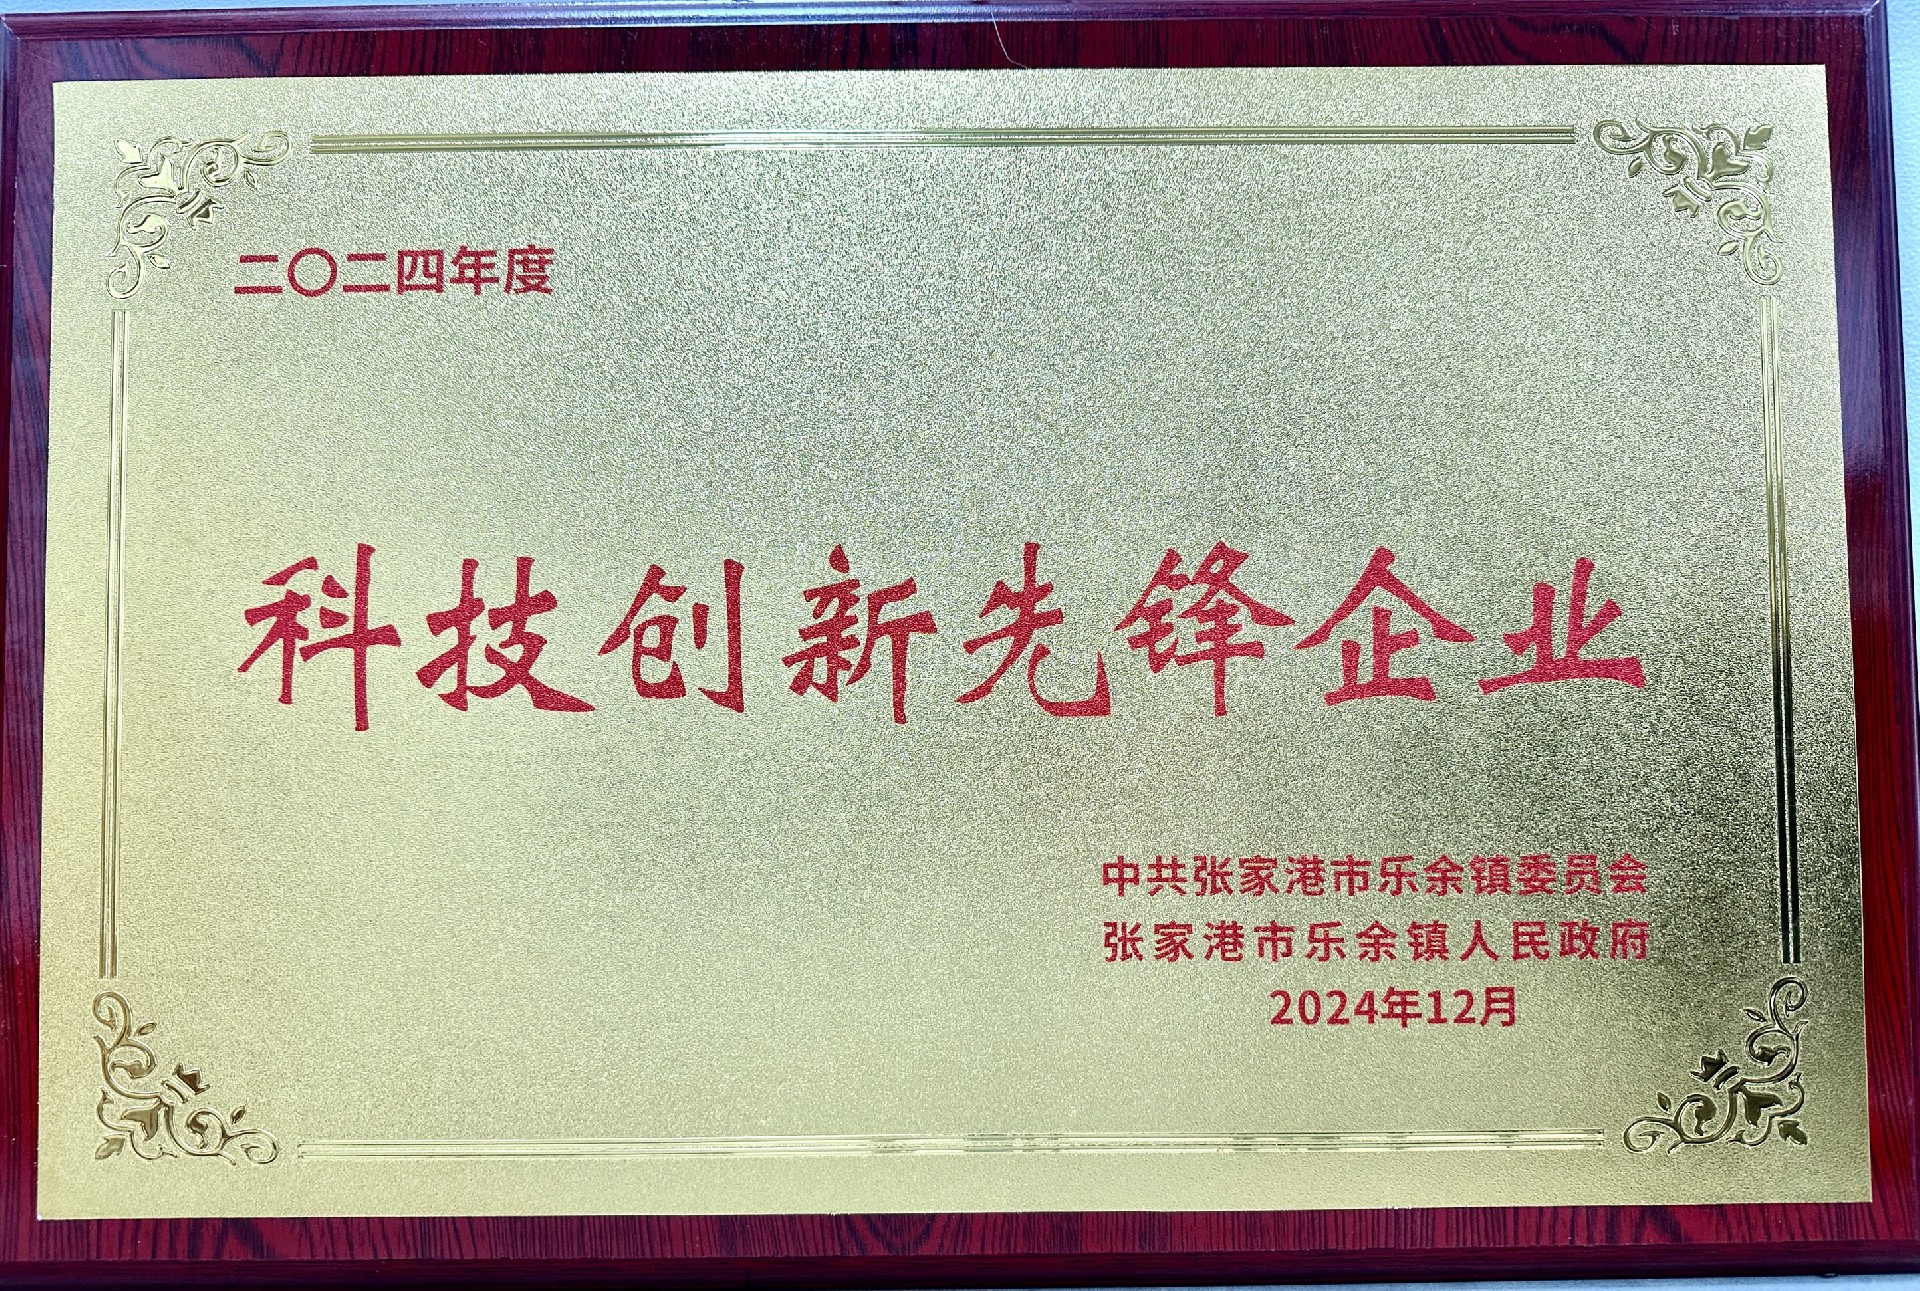 二〇二四年度
科技创新先锋企业
中共张家港市乐余镇委员会
张家港市乐余镇人民政府
2024年12月